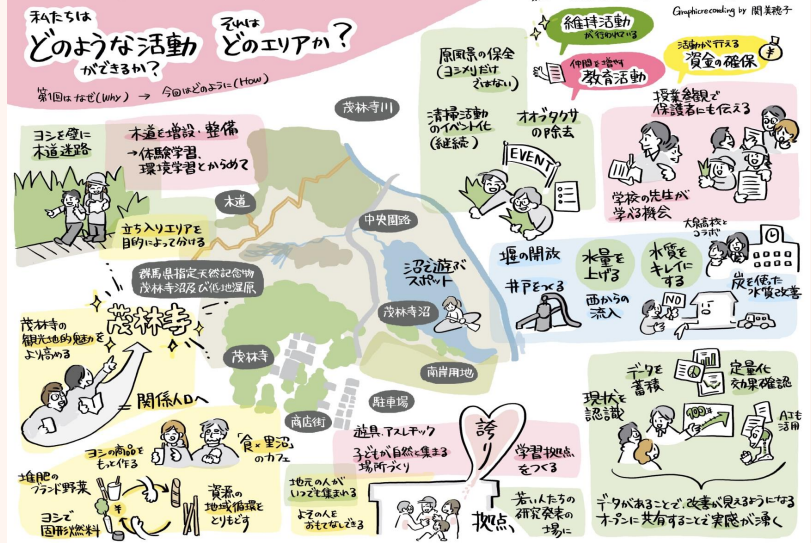 私たちは
どのような活動
ができるか?
それは
どのエリアか?
第1回はなぜ(Why) → 今回はどのように(How)
Graphicrecording by 関美穂子
維持活動
が行われている
仲間を増やす
教育活動
活動が行える
資金の確保
原風景の保全
(ヨシメリだけ
ではない)
清掃活動
のイベント化
(継続)
オオブタクサ
の除去
EVENT
授業参観で
保護者にも伝える
学校の先生が
学べる機会
茂林寺川
ヨシを壁に
木道迷路
木道を増設・整備
→体験学習、
環境学習とからめて
立ち入りエリアを
目的によって分ける
木道
中央園路
群馬県指定天然記念物
茂林寺沼及び低地湿原
沼で遊ぶ
スポット
茂林寺沼
茂林寺
南岸用地
駐車場
商店街
堰の開放
井戸をつくる
水量を
上げる
西からの
流入
水質を
キレイに
する
大泉高校と
コラボ
NO
炭を使った
水質改善
茂林寺の
観光地的魅力を
より高める
茂林寺
= 関係人口へ
ヨシの商品を
もっと作る
「食×里沼」
のカフェ
堆肥の
ブランド野菜
ヨシで
固形燃料
¥
資源の
地域循環を
とりもどす
遊具、アスレチック
子どもが自然と集まる
場所づくり
誇り
学習拠点
をつくる
地元の人が
いつでも集まれる
よその人を
おもてなしできる
拠点
若い人たちの
研究発表の
場に
データを
蓄積
定量化
効果確認
現状を
認識
AIを
活用
データがあることで、改善が見えるようになる
オープンに共有することで実感が湧く